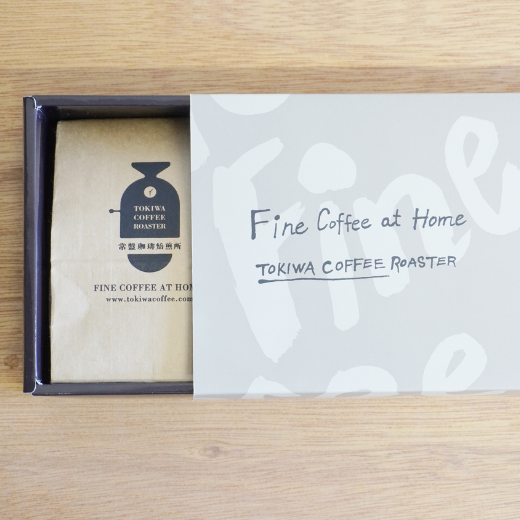 TOKIWA
COFFEE
ROASTER
常盤珈琲焙煎所
FINE COFFEE AT HOM
www.tokiwacoffee.com
Fine Coffee at Home
TOKIWA COFFEE ROASTER
Fine